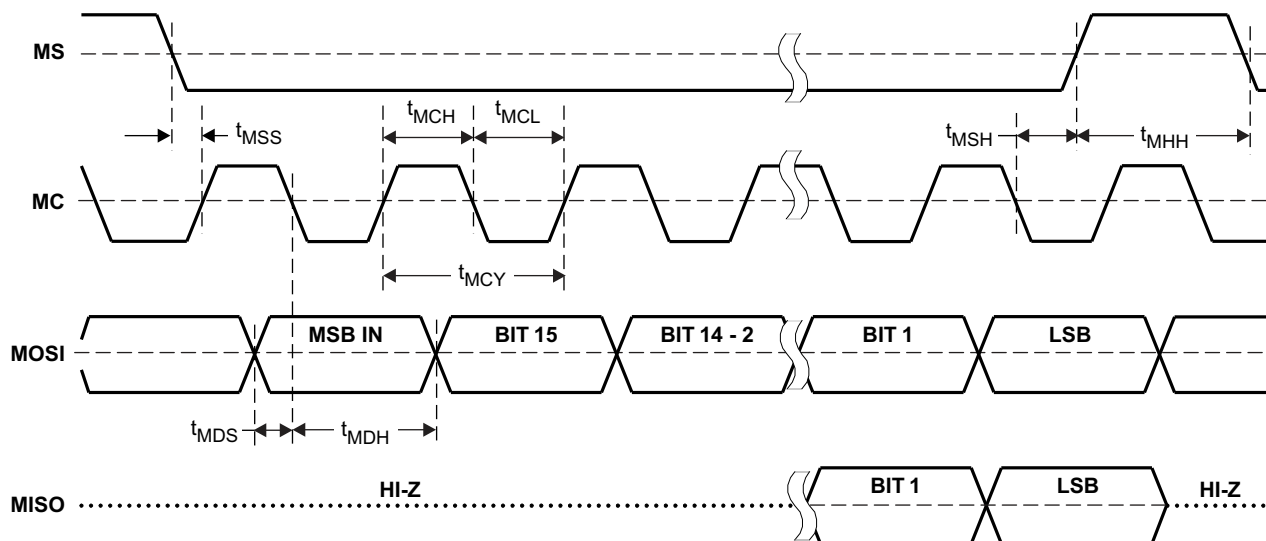 MS
tMSS
tMCH
tMCL
tMSH
tMHH
MC
tMCY
MOSI
MSB IN
BIT 15
BIT 14 - 2
BIT 1
LSB
tMDS
tMDH
MISO
HI-Z
BIT 1
LSB
HI-Z